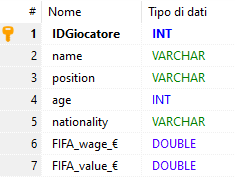 # Nome Tipo di dati
1 IDGiocatore INT
2 name VARCHAR
3 position VARCHAR
4 age INT
5 nationality VARCHAR
6 FIFA_wage_€ DOUBLE
7 FIFA_value_€ DOUBLE